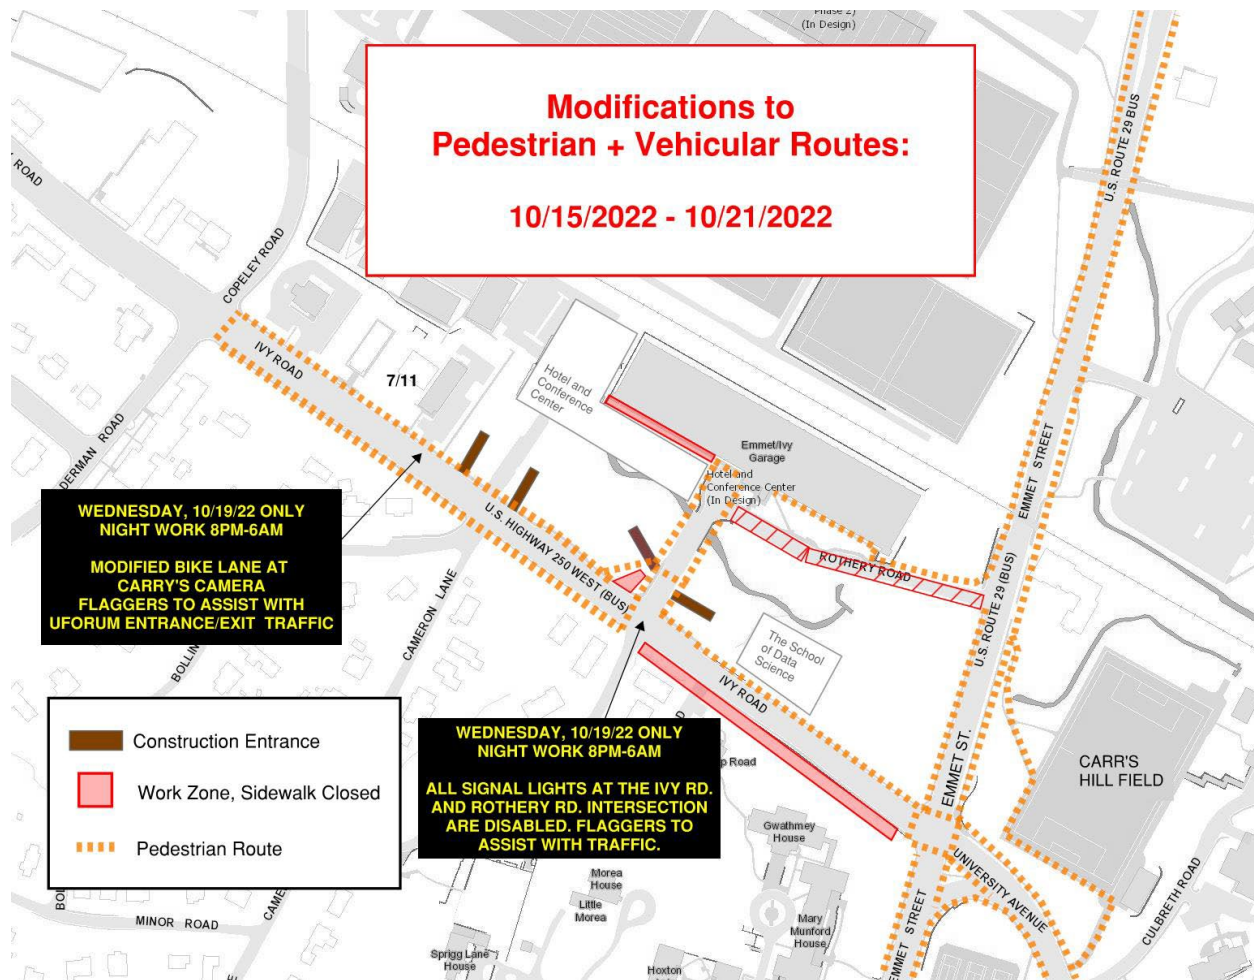 Phase 2)
(In Design)
Modifications to
Pedestrian + Vehicular Routes:
10/15/2022 - 10/21/2022
U.S. ROUTE 29 BUS
ROAD
COPELEY ROAD
IVY ROAD
7/11
Hotel and
Conference
Center
Emmet/Ivy
Garage
Hotel and
Conference Center
(In Design)
EMMET STREET
DERMAN ROAD
WEDNESDAY, 10/19/22 ONLY
NIGHT WORK 8PM-6AM
MODIFIED BIKE LANE AT
CARRY'S CAMERA
FLAGGERS TO ASSIST WITH
UFORUM ENTRANCE/EXIT TRAFFIC
U.S. HIGHWAY 250 WEST (BUS)
ROTHERY ROAD
U.S. ROUTE 29 (BUS)
CAMERON LANE
BOLLIN
The School
of Data
Science
IVY ROAD
D
p Road
EMMET ST.
CARR'S
HILL FIELD
Construction Entrance
Work Zone, Sidewalk Closed
Pedestrian Route
WEDNESDAY, 10/19/22 ONLY
NIGHT WORK 8PM-6AM
ALL SIGNAL LIGHTS AT THE IVY RD.
AND ROTHERY RD. INTERSECTION
ARE DISABLED. FLAGGERS TO
ASSIST WITH TRAFFIC.
Gwathmey
House
UNIVERSITY AVENUE
CULBRETH ROAD
Morea
House
Little
Morea
BOL
CAME
MINOR ROAD
Mary
Munford
House
EMMET STREET
Sprigg Lane
House
Hoxton